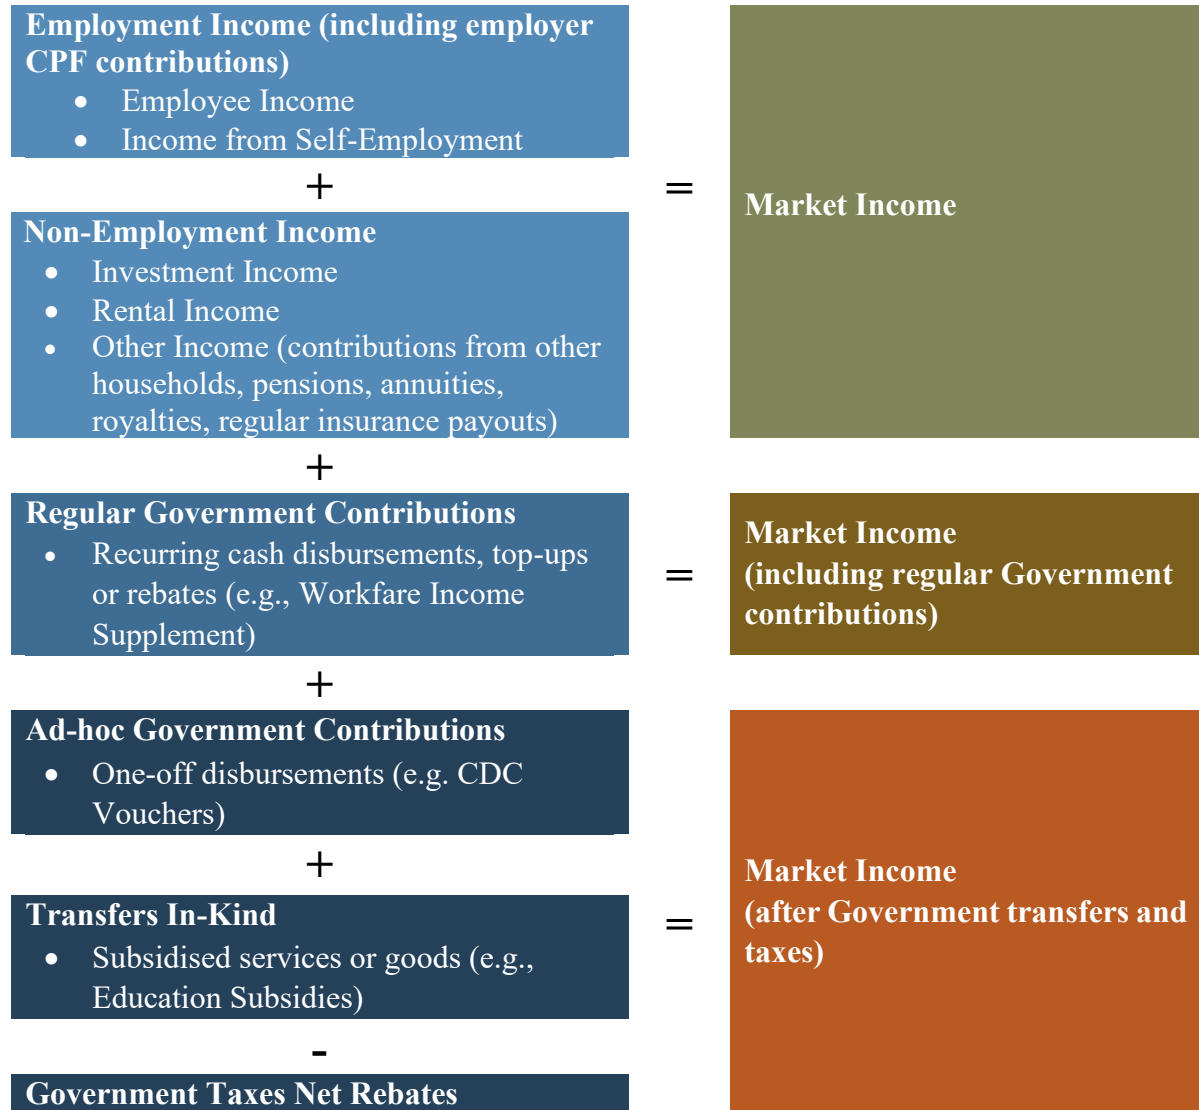 Employment Income (including employer
CPF contributions)
• Employee Income
• Income from Self-Employment
+
=
Market Income
Non-Employment Income
• Investment Income
• Rental Income
• Other Income (contributions from other
households, pensions, annuities,
royalties, regular insurance payouts)
+
Regular Government Contributions
• Recurring cash disbursements, top-ups
or rebates (e.g., Workfare Income
Supplement)
=
Market Income
(including regular Government
contributions)
+
Ad-hoc Government Contributions
• One-off disbursements (e.g. CDC
Vouchers)
+
Transfers In-Kind
• Subsidised services or goods (e.g.,
Education Subsidies)
-
Government Taxes Net Rebates
=
Market Income
(after Government transfers and
taxes)